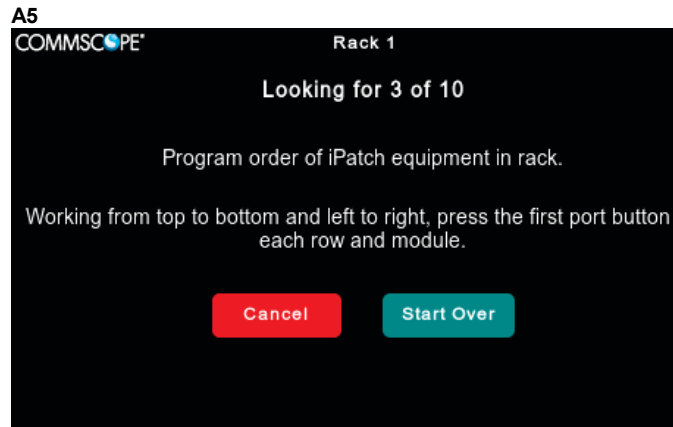 A5
COMMSCOPE®
Rack 1
Looking for 3 of 10
Program order of iPatch equipment in rack.
Working from top to bottom and left to right, press the first port button
each row and module.
Cancel
Start Over